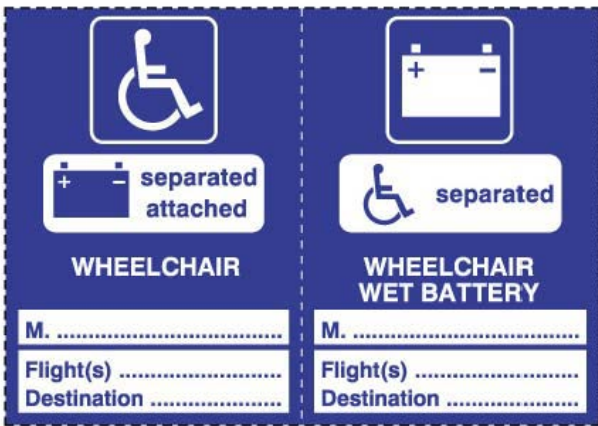 + −
separated
attached
WHEELCHAIR
M. ....................................
Flight(s) ..........................
Destination .....................
+ −
separated
WHEELCHAIR
WET BATTERY
M. ....................................
Flight(s) ...........................
Destination .....................